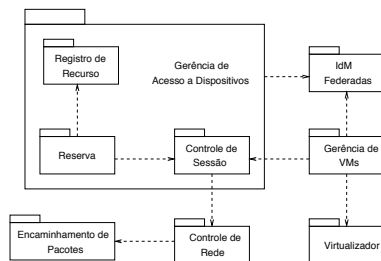 Registro de
Recurso
Gerência de
Acesso a Dispositivos
IdM
Federadas
Reserva
Controle de
Sessão
Gerência de
VMs
Encaminhamento de
Pacotes
Controle de
Rede
Virtualizador